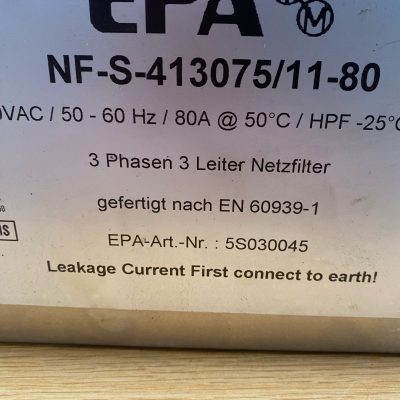 EPA
M
NF-S-413075/11-80
0VAC / 50 - 60 Hz / 80A @ 50°C / HPF -25°C
3 Phasen 3 Leiter Netzfilter
gefertigt nach EN 60939-1
EPA-Art.-Nr. : 5S030045
Leakage Current First connect to earth!